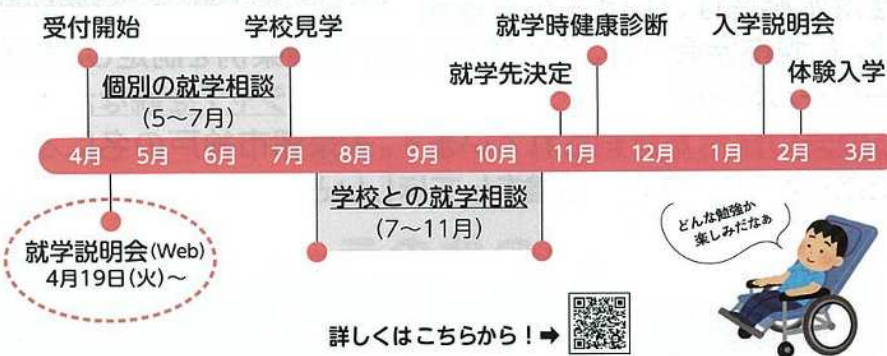 受付開始
学校見学
就学時健康診断
入学説明会
就学先決定
体験入学
個別の就学相談
(5〜7月)
4月 5月 6月 7月 8月 9月 10月 11月 12月 1月 2月 3月
学校との就学相談
(7〜11月)
就学説明会(Web)
4月19日(火)〜
どんな勉強か
楽しみだなぁ
詳しくはこちらから！➡